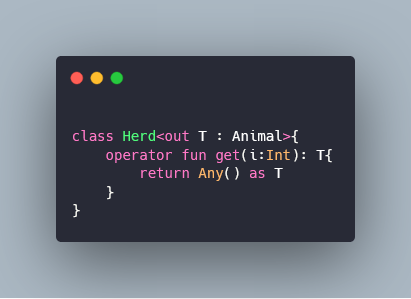 class Herd<out T : Animal>{
    operator fun get(i:Int): T{
        return Any() as T
    }
}